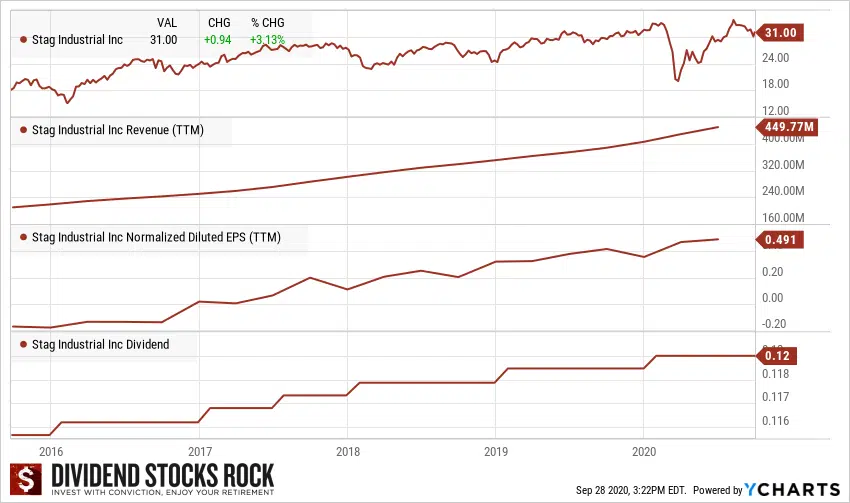 VAL CHG % CHG
Stag Industrial Inc 31.00 +0.94 +3.13%
31.00
24.00
18.00
12.00
Stag Industrial Inc Revenue (TTM)
449.77M
400.00M
320.00M
240.00M
160.00M
Stag Industrial Inc Normalized Diluted EPS (TTM)
0.491
0.20
0.00
-0.20
Stag Industrial Inc Dividend
0.12
0.118
0.117
0.116
2016 2017 2018 2019 2020
$ DIVIDEND STOCKS ROCK
INVEST WITH CONVICTION, ENJOY YOUR RETIREMENT
Sep 28 2020, 3:22PM EDT. Powered by YCHARTS